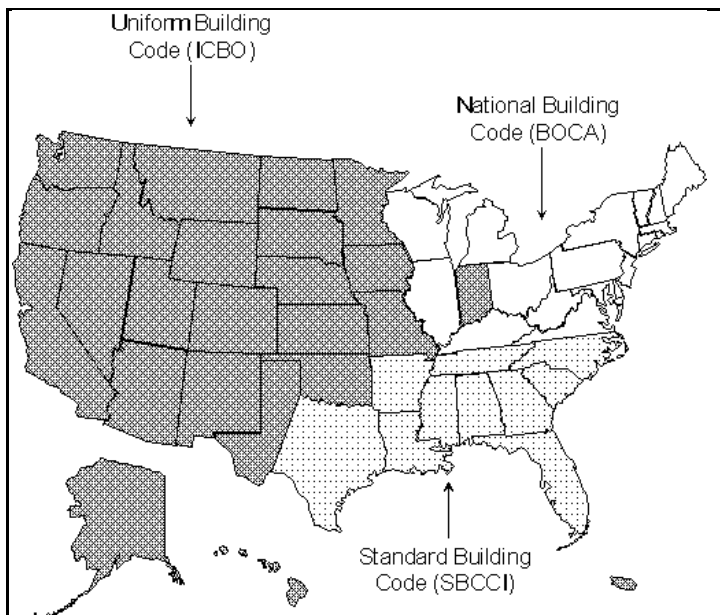 Uniform Building
Code (ICBO)
National Building
Code (BOCA)
Standard Building
Code (SBCCI)